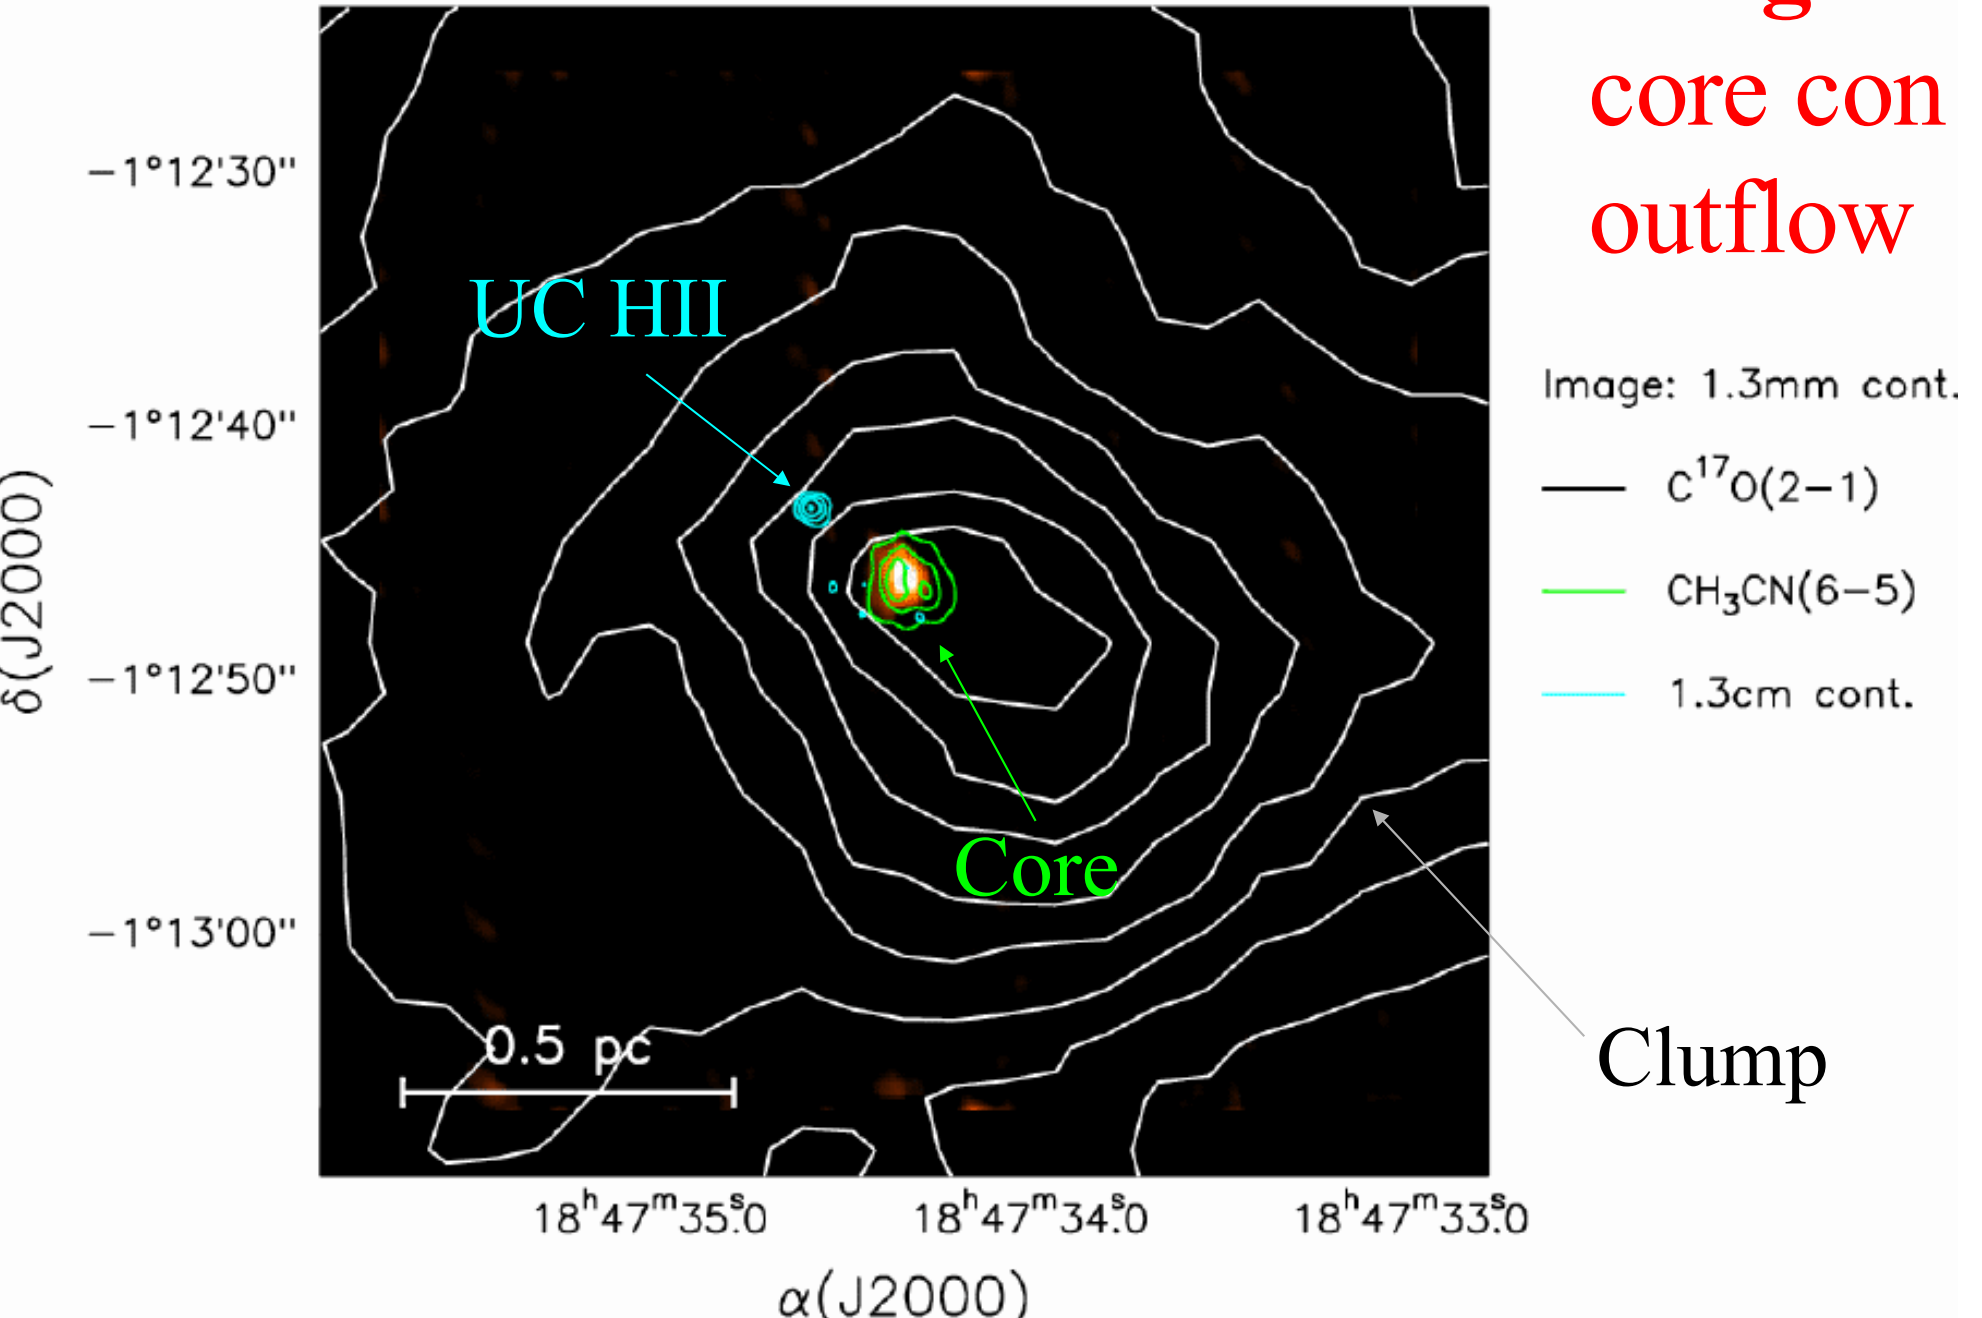 core con
outflow
−1°12'30"
UC HII
Image: 1.3mm cont.
−1°12'40"
C¹⁷O(2−1)
δ(J2000)
CH₃CN(6−5)
−1°12'50"
1.3cm cont.
Core
−1°13'00"
0.5 pc
Clump
18ʰ47ᵐ35ˢ.0
18ʰ47ᵐ34ˢ.0
18ʰ47ᵐ33ˢ.0
α(J2000)